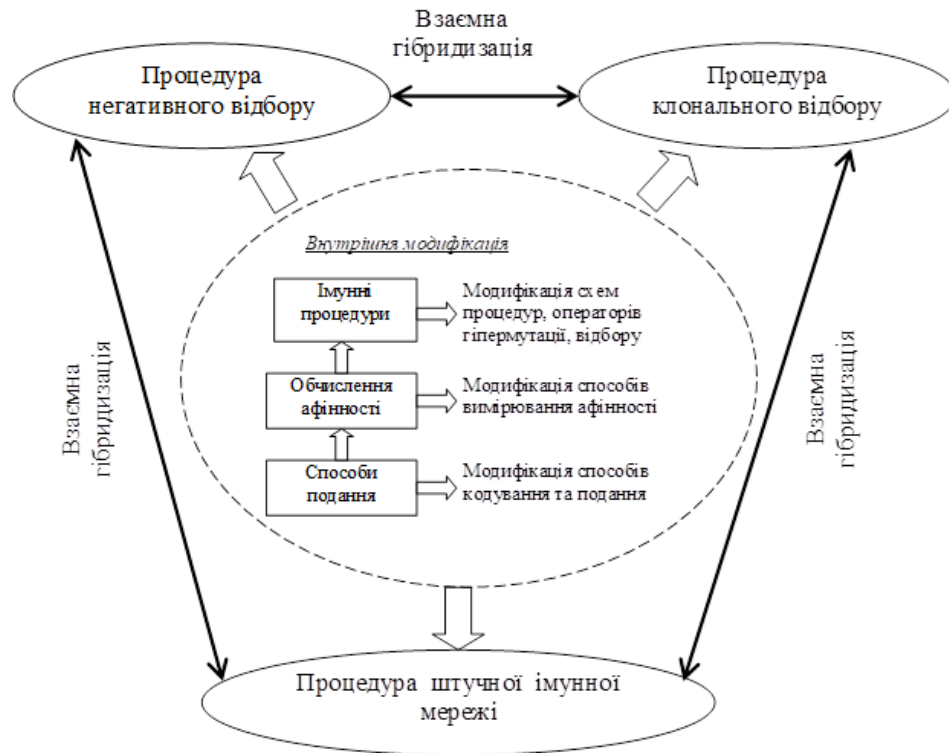 Взаємна
гібридизація
Процедура
негативного відбору
Процедура
клонального відбору
Внутрішня модифікація
Імунні
процедури
Модифікація схем
процедур, операторів
гіпермутації, відбору
Обчислення
афінності
Модифікація способів
вимірювання афінності
Способи
подання
Модифікація способів
кодування та подання
Взаємна
гібридизація
Взаємна
гібридизація
Процедура штучної імунної
мережі